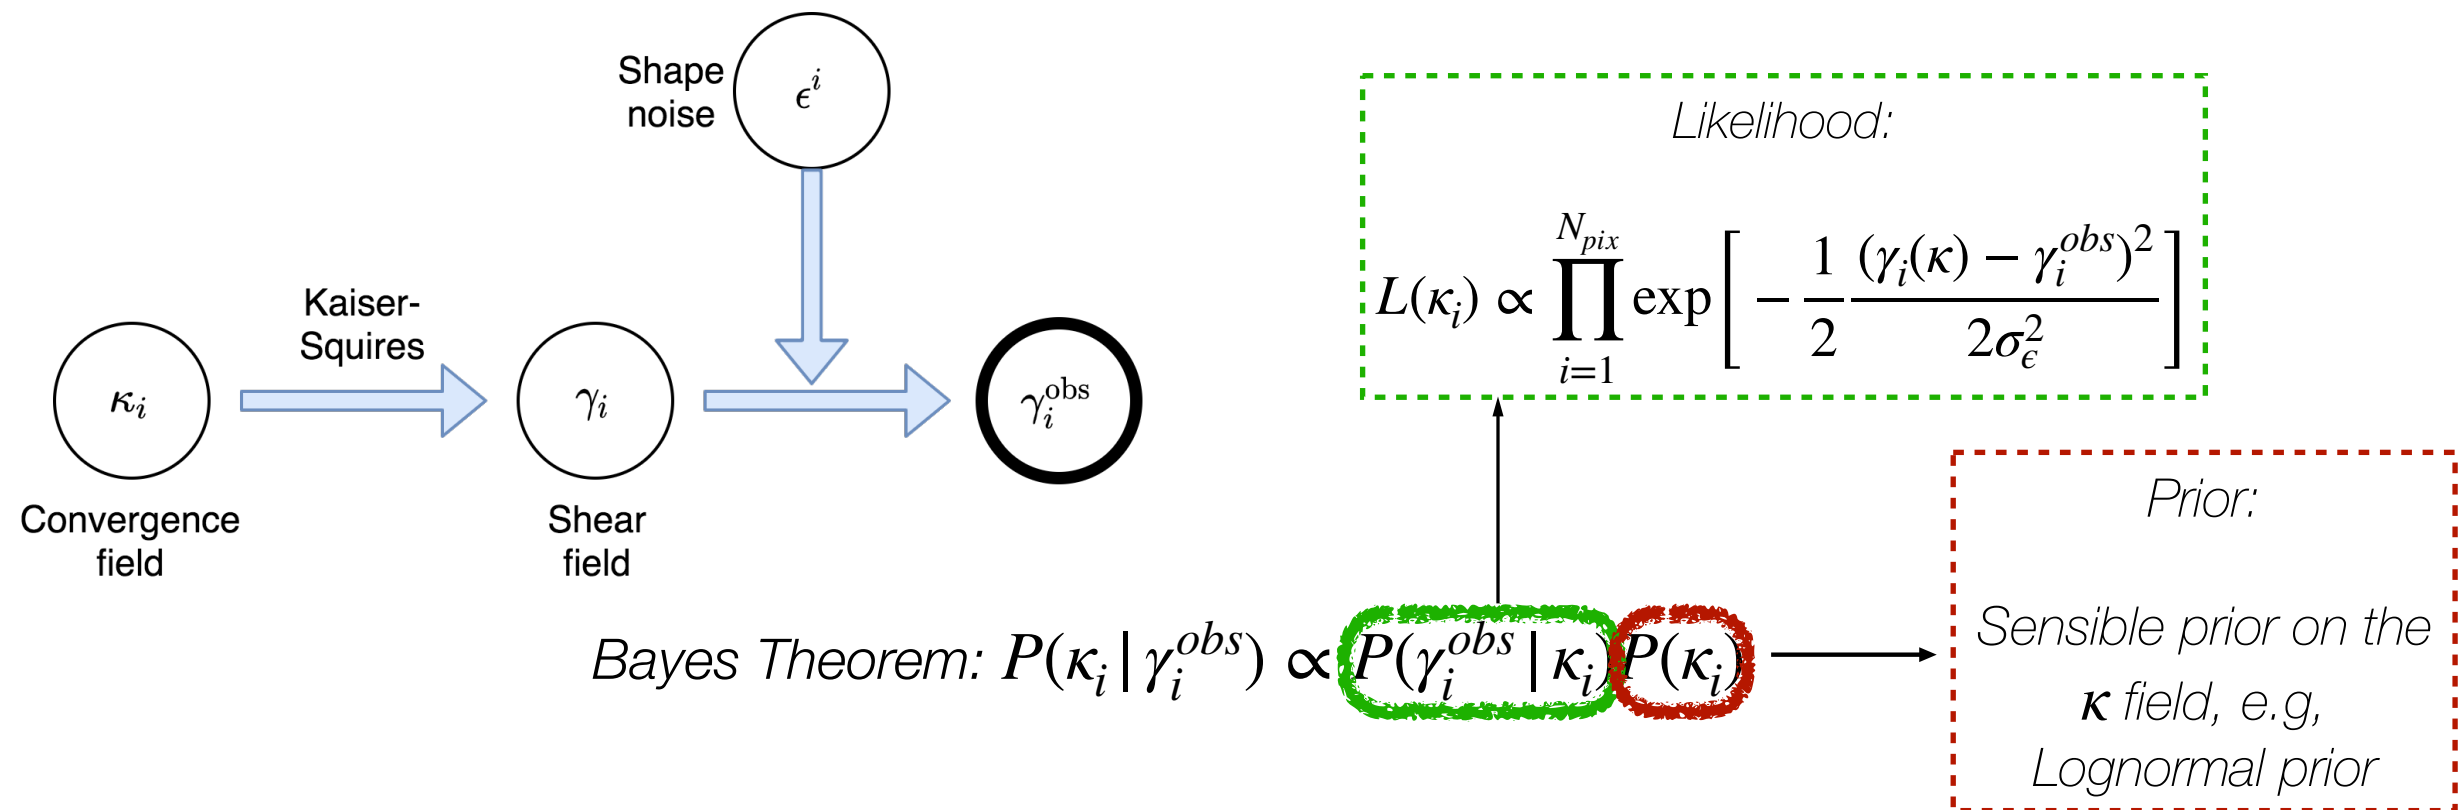 Shape
noise
ϵ^i
Kaiser-
Squires
κ_i
γ_i
γ_i^obs
Convergence
field
Shear
field
Likelihood:
L(κ_i) ∝ ∏_{i=1}^{N_pix} exp[ − 1/2 (γ_i(κ) − γ_i^obs)^2 / 2σ_ϵ^2 ]
Bayes Theorem: P(κ_i | γ_i^obs) ∝ P(γ_i^obs | κ_i) P(κ_i)
Prior:
Sensible prior on the
κ field, e.g,
Lognormal prior